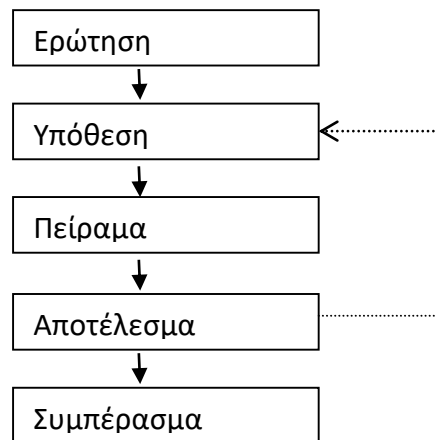 Ερώτηση
Υπόθεση
Πείραμα
Αποτέλεσμα
Συμπέρασμα